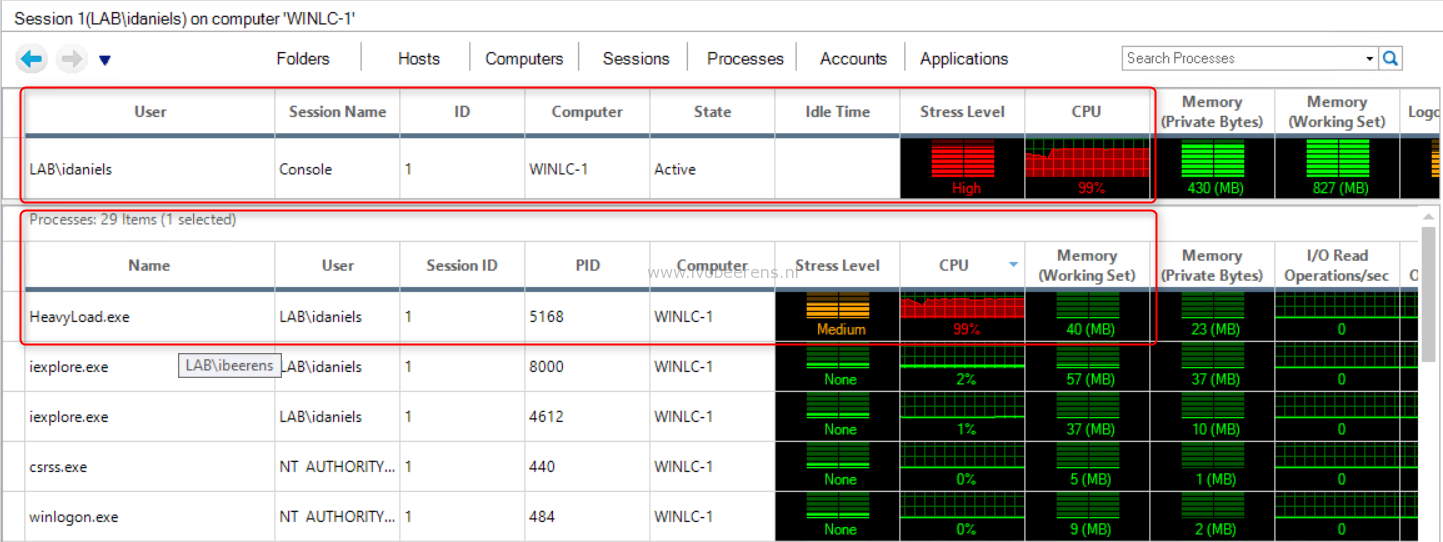 Session 1(LAB\idaniels) on computer 'WINLC-1'
Folders Hosts Computers Sessions Processes Accounts Applications Search Processes
User Session Name ID Computer State Idle Time Stress Level CPU Memory (Private Bytes) Memory (Working Set) Logo
LAB\idaniels Console 1 WINLC-1 Active High 99% 430 (MB) 827 (MB)
Processes: 29 Items (1 selected)
Name User Session ID PID Computer Stress Level CPU Memory (Working Set) Memory (Private Bytes) I/O Read Operations/sec O
www.ivobeerens.nl
HeavyLoad.exe LAB\idaniels 1 5168 WINLC-1 Medium 99% 40 (MB) 23 (MB) 0
iexplore.exe LAB\ibeerens LAB\idaniels 1 8000 WINLC-1 None 2% 57 (MB) 37 (MB) 0
iexplore.exe LAB\idaniels 1 4612 WINLC-1 None 1% 37 (MB) 10 (MB) 0
csrss.exe NT AUTHORITY... 1 440 WINLC-1 None 0% 5 (MB) 1 (MB) 0
winlogon.exe NT AUTHORITY... 1 484 WINLC-1 None 0% 9 (MB) 2 (MB) 0